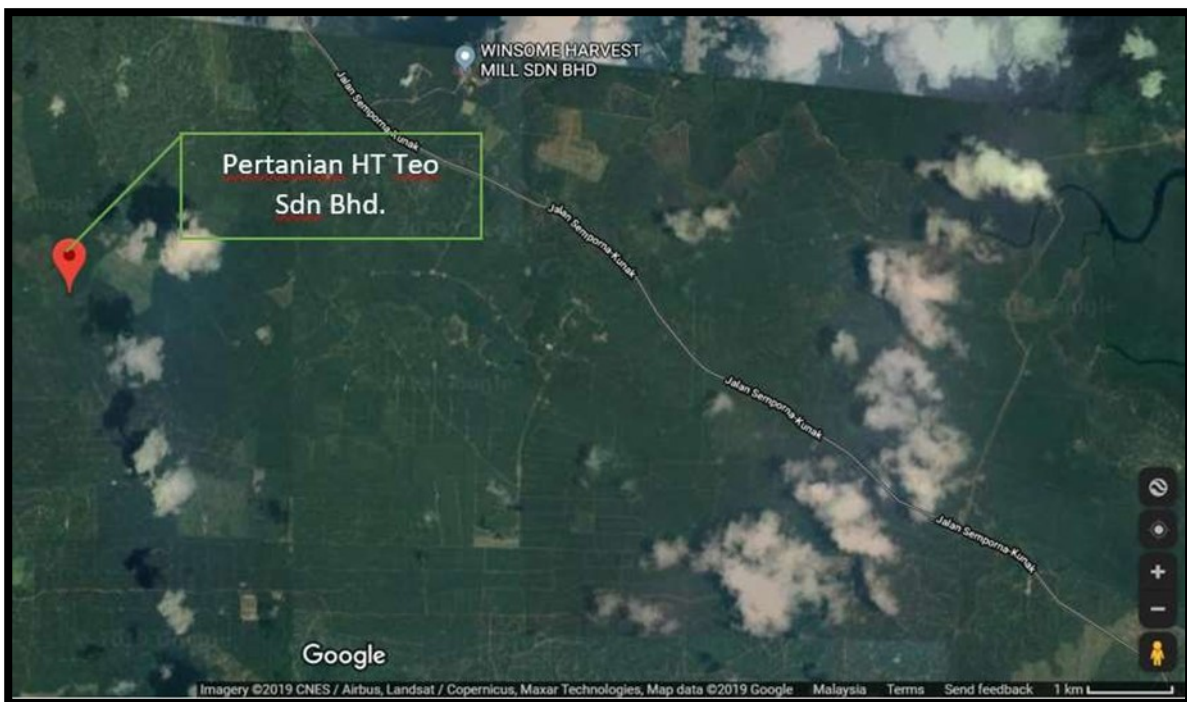 WINSOME HARVEST
MILL SDN BHD
Jalan Semporna-Kunak
Pertanian HT Teo
Sdn Bhd.
Jalan Semporna-Kunak
Jalan Semporna-Kunak
Jalan Semporna-Kunak
Google
Imagery ©2019 CNES / Airbus, Landsat / Copernicus, Maxar Technologies, Map data ©2019 Google Malaysia Terms Send feedback 1 km